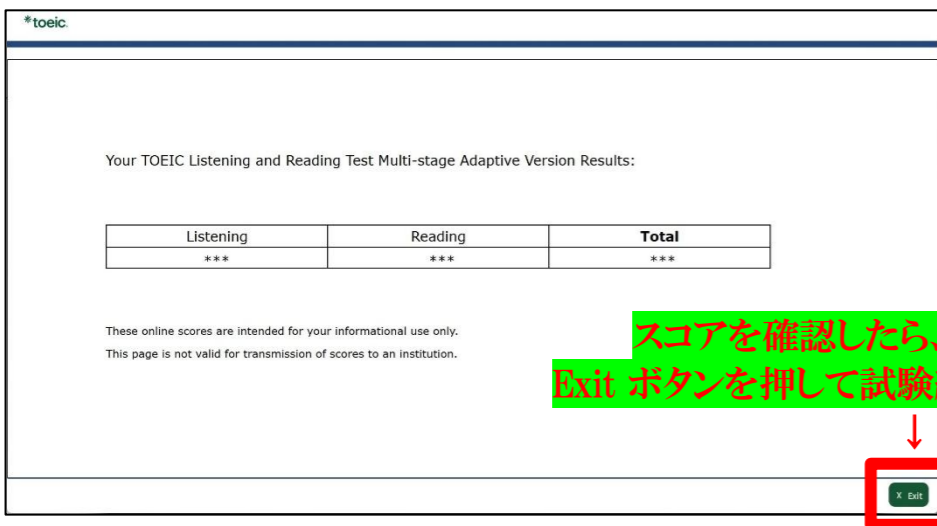 *toeic.
Your TOEIC Listening and Reading Test Multi-stage Adaptive Version Results:
Listening Reading Total
*** *** ***
These online scores are intended for your informational use only.
This page is not valid for transmission of scores to an institution.
スコアを確認したら、
Exit ボタンを押して試験
↓
X Exit